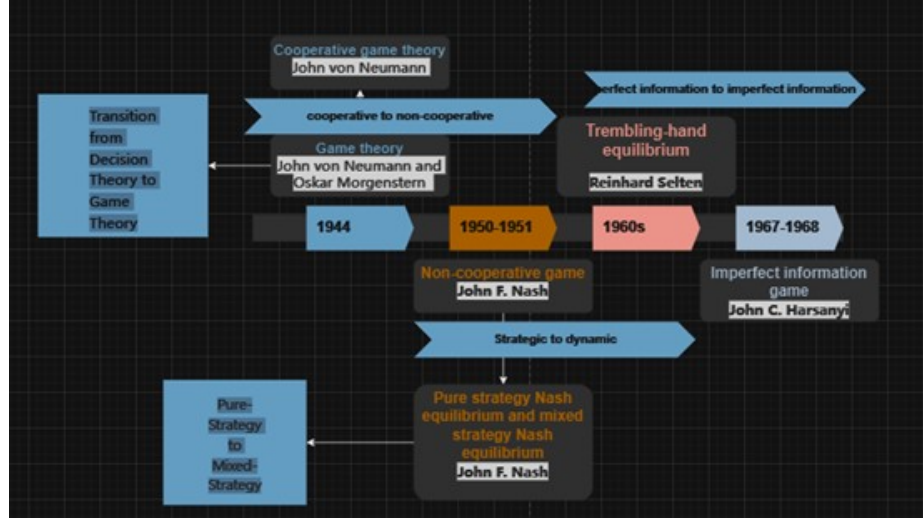 Cooperative game theory
John von Neumann
erfect information to imperfect information
Transition
from
Decision
Theory to
Game
Theory
cooperative to non-cooperative
Game theory
John von Neumann and
Oskar Morgenstern
Trembling-hand
equilibrium
Reinhard Selten
1944
1950-1951
1960s
1967-1968
Non-cooperative game
John F. Nash
Imperfect information
game
John C. Harsanyi
Strategic to dynamic
Pure-
Strategy
to
Mixed-
Strategy
Pure strategy Nash
equilibrium and mixed
strategy Nash
equilibrium
John F. Nash